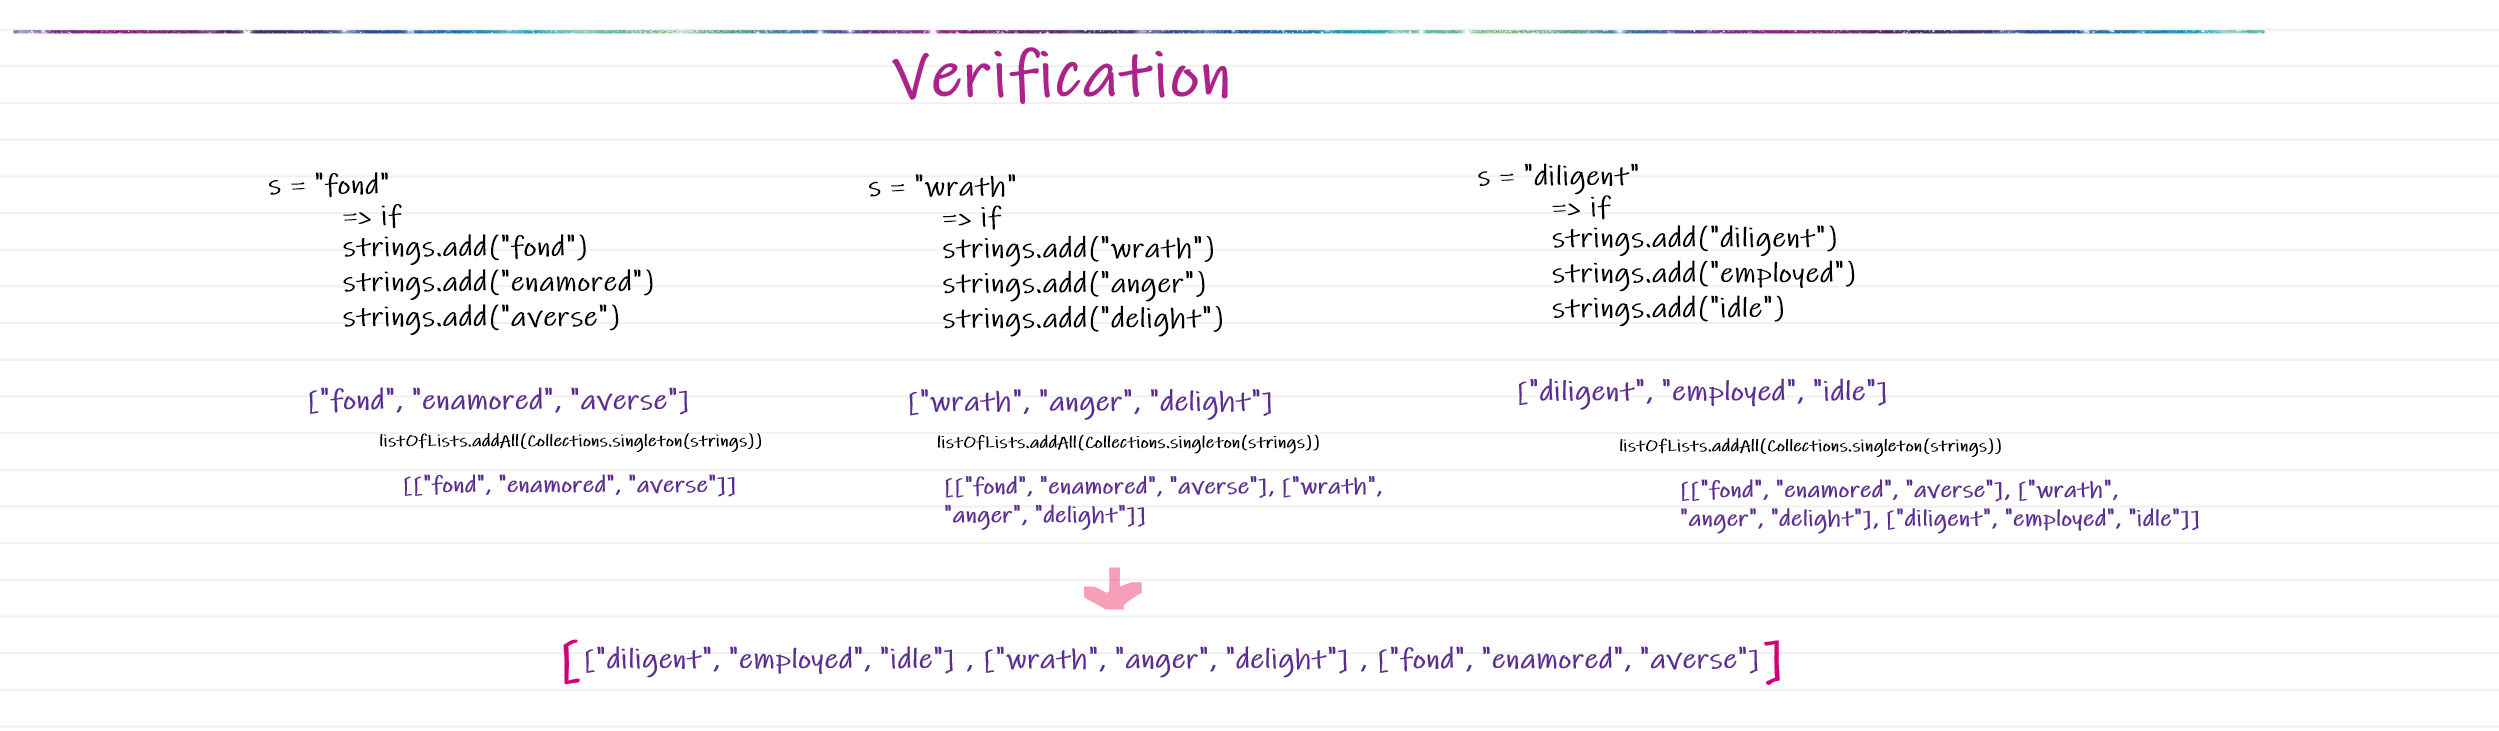 Verification
s = "fond"
=> if
strings.add("fond")
strings.add("enamored")
strings.add("averse")
["fond", "enamored", "averse"]
listOfLists.addAll(Collections.singleton(strings))
[["fond", "enamored", "averse"]]
s = "wrath"
=> if
strings.add("wrath")
strings.add("anger")
strings.add("delight")
["wrath", "anger", "delight"]
listOfLists.addAll(Collections.singleton(strings))
[["fond", "enamored", "averse"], ["wrath",
"anger", "delight"]]
s = "diligent"
=> if
strings.add("diligent")
strings.add("employed")
strings.add("idle")
["diligent", "employed", "idle"]
listOfLists.addAll(Collections.singleton(strings))
[["fond", "enamored", "averse"], ["wrath",
"anger", "delight"], ["diligent", "employed", "idle"]]
[["diligent", "employed", "idle"] , ["wrath", "anger", "delight"] , ["fond", "enamored", "averse"]]